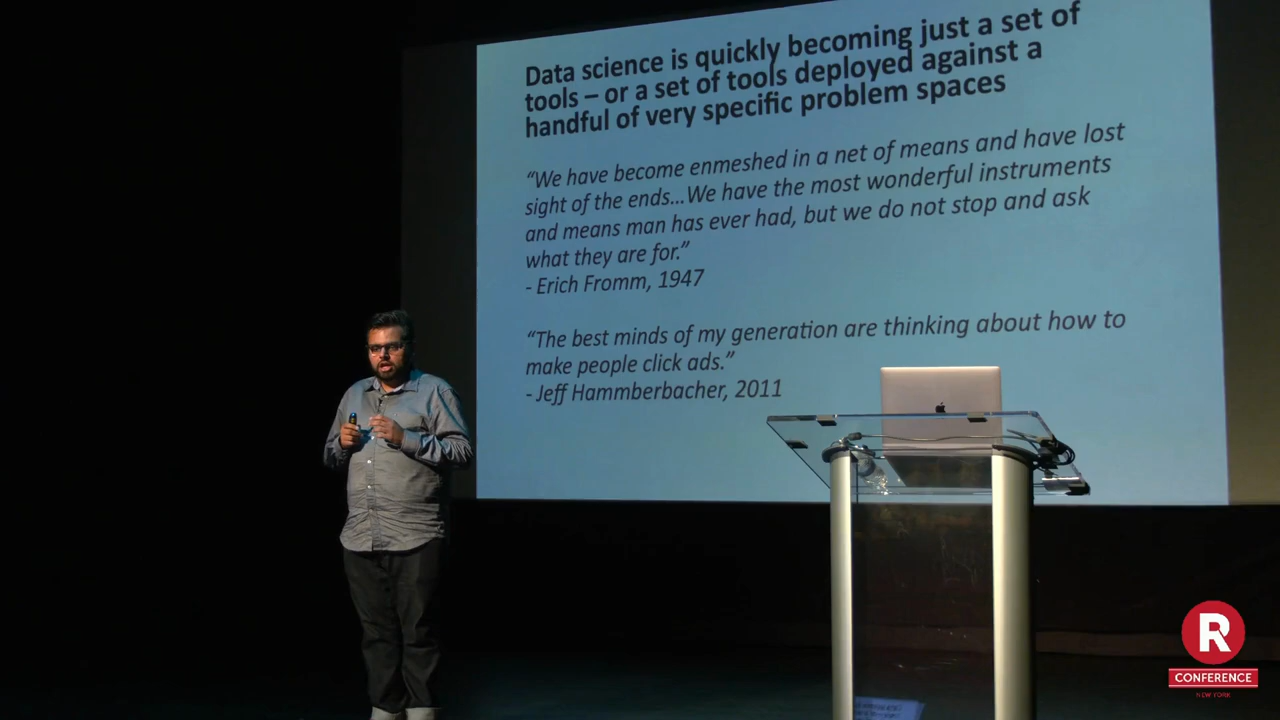 Data science is quickly becoming just a set of
tools – or a set of tools deployed against a
handful of very specific problem spaces
“We have become enmeshed in a net of means and have lost
sight of the ends...We have the most wonderful instruments
and means man has ever had, but we do not stop and ask
what they are for.”
- Erich Fromm, 1947
“The best minds of my generation are thinking about how to
make people click ads.”
- Jeff Hammberbacher, 2011
R
CONFERENCE
NEW YORK